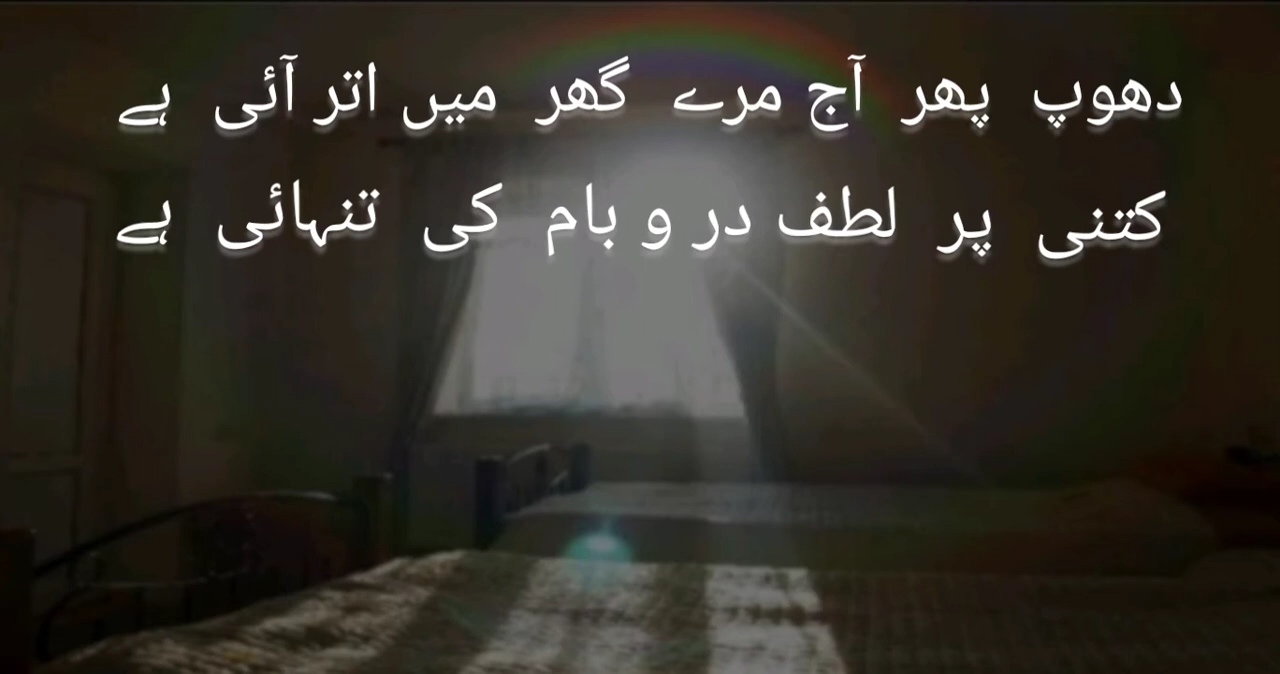 دھوپ پھر آج مرے گھر میں اتر آئی ہے
کتنی پر لطف در و بام کی تنہائی ہے